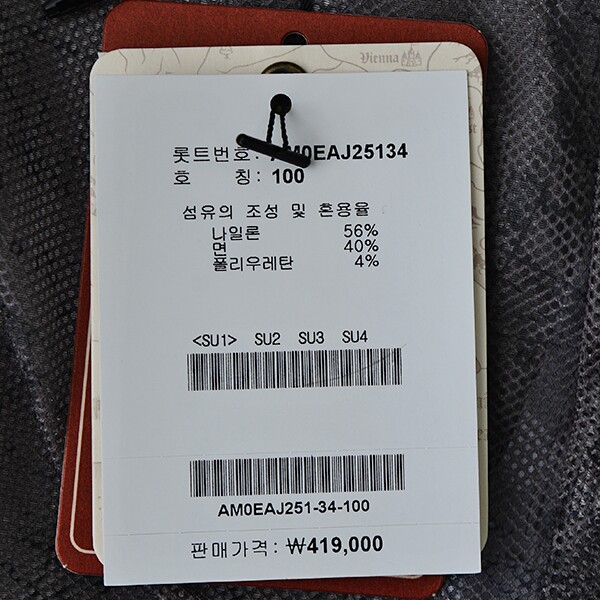 Vienna
롯트번호: AM0EAJ25134
호 칭: 100
섬유의 조성 및 혼용율
나일론 56%
면 40%
폴리우레탄 4%
<SU1> SU2 SU3 SU4
AM0EAJ251-34-100
판매가격: ₩419,000